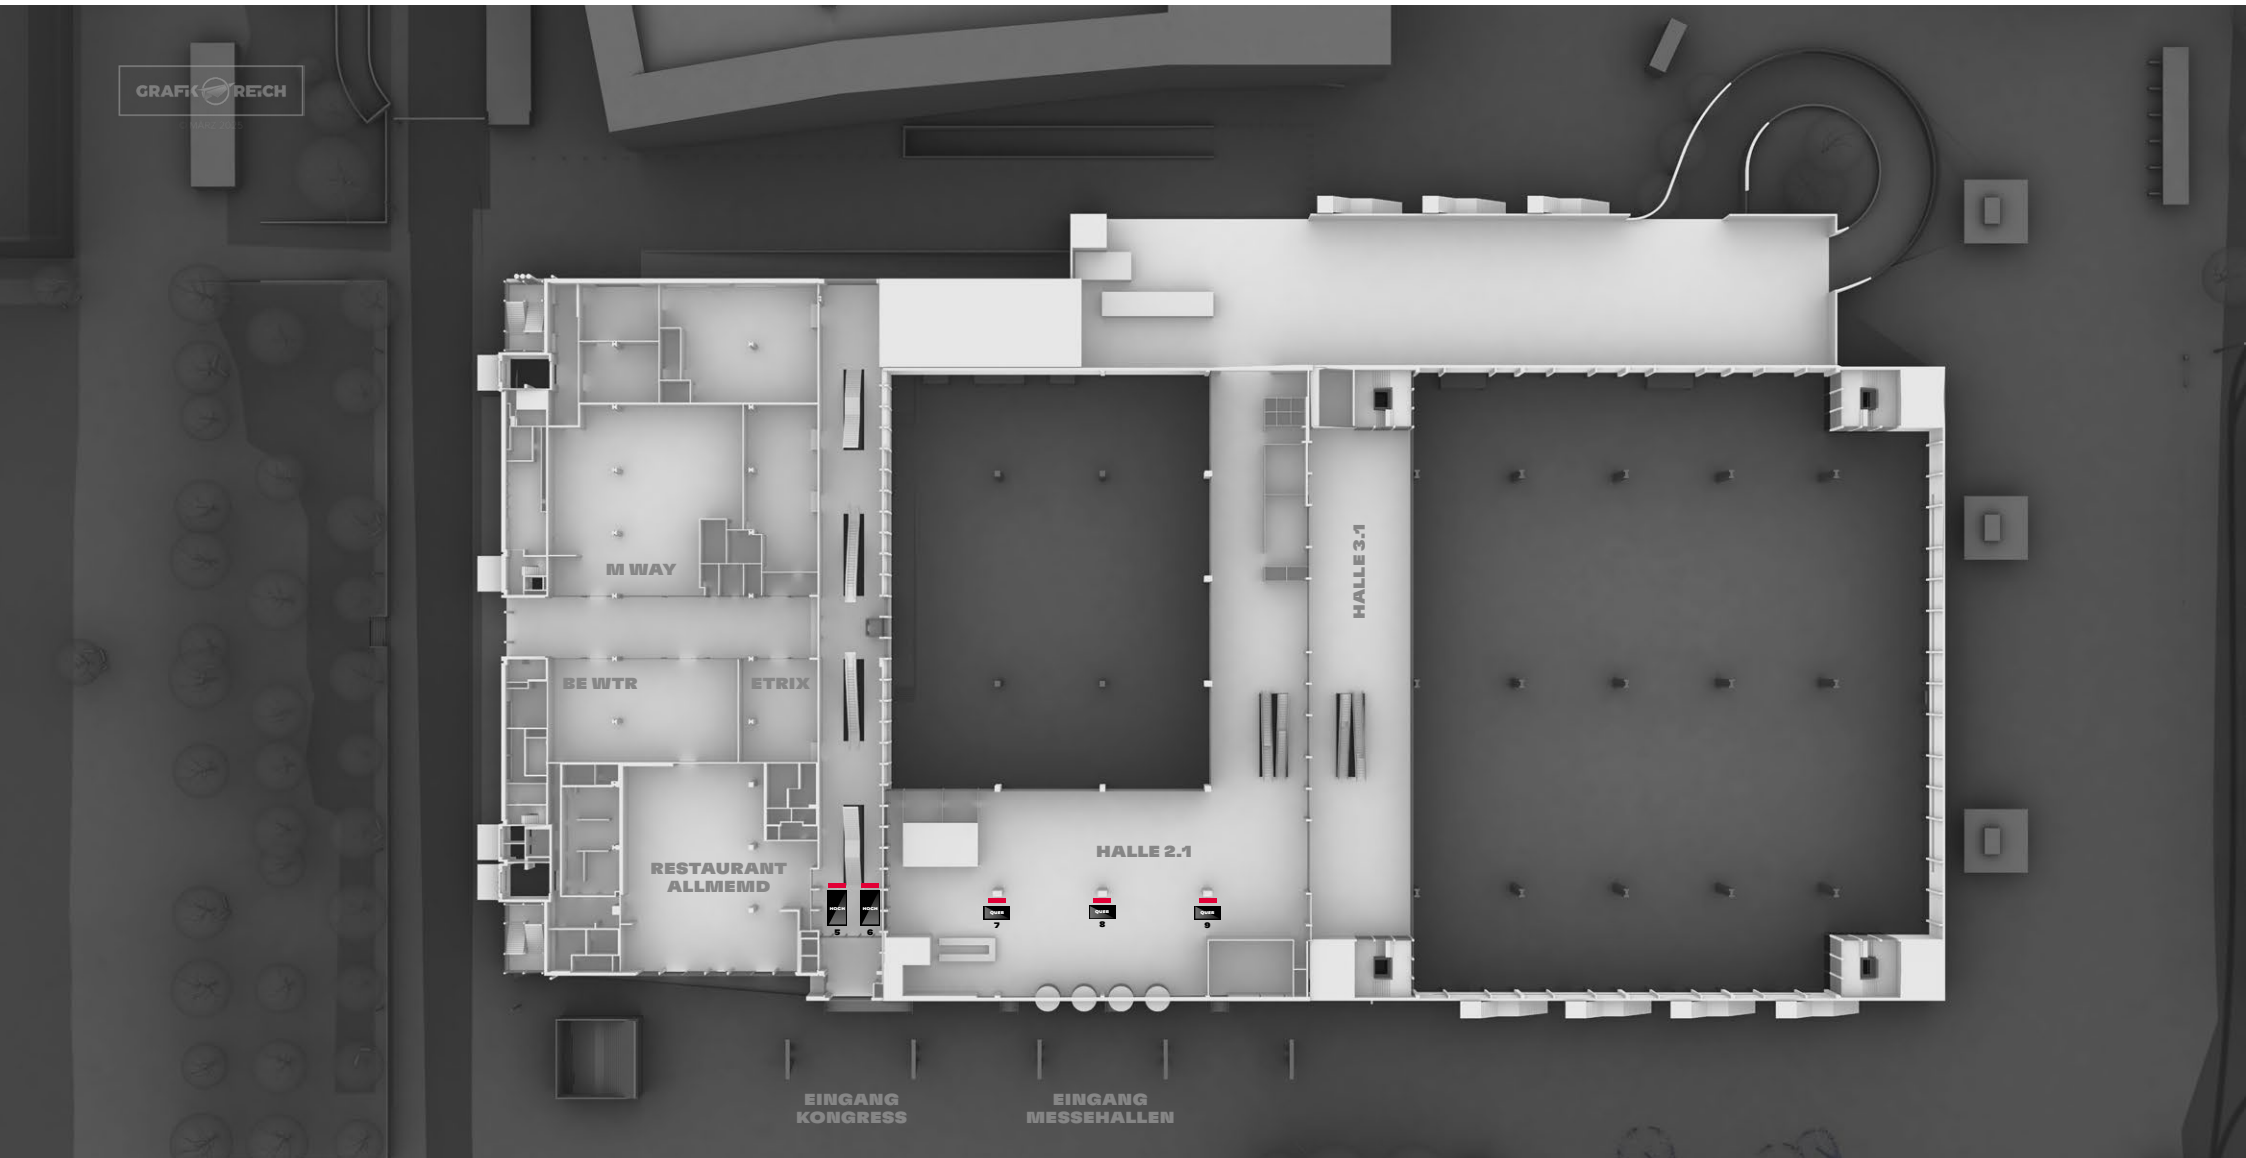 GRAFiK REiCH
M WAY
HALLE 3.1
BE WTR
ETRIX
HALLE 2.1
RESTAURANT
ALLMEMD
HOCH
HOCH
QUER
QUER
QUER
5
6
7
8
9
EINGANG
KONGRESS
EINGANG
MESSEHALLEN